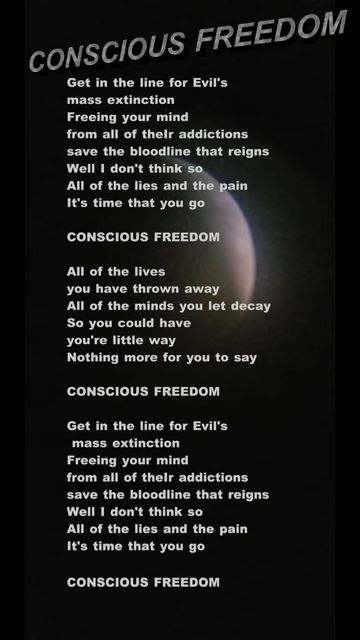 CONSCIOUS FREEDOM
Get in the line for Evil's
mass extinction
Freeing your mind
from all of theIr addictions
save the bloodline that reigns
Well I don't think so
All of the lies and the pain
It's time that you go
CONSCIOUS FREEDOM
All of the lives
you have thrown away
All of the minds you let decay
So you could have
you're little way
Nothing more for you to say
CONSCIOUS FREEDOM
Get in the line for Evil's
mass extinction
Freeing your mind
from all of theIr addictions
save the bloodline that reigns
Well I don't think so
All of the lies and the pain
It's time that you go
CONSCIOUS FREEDOM